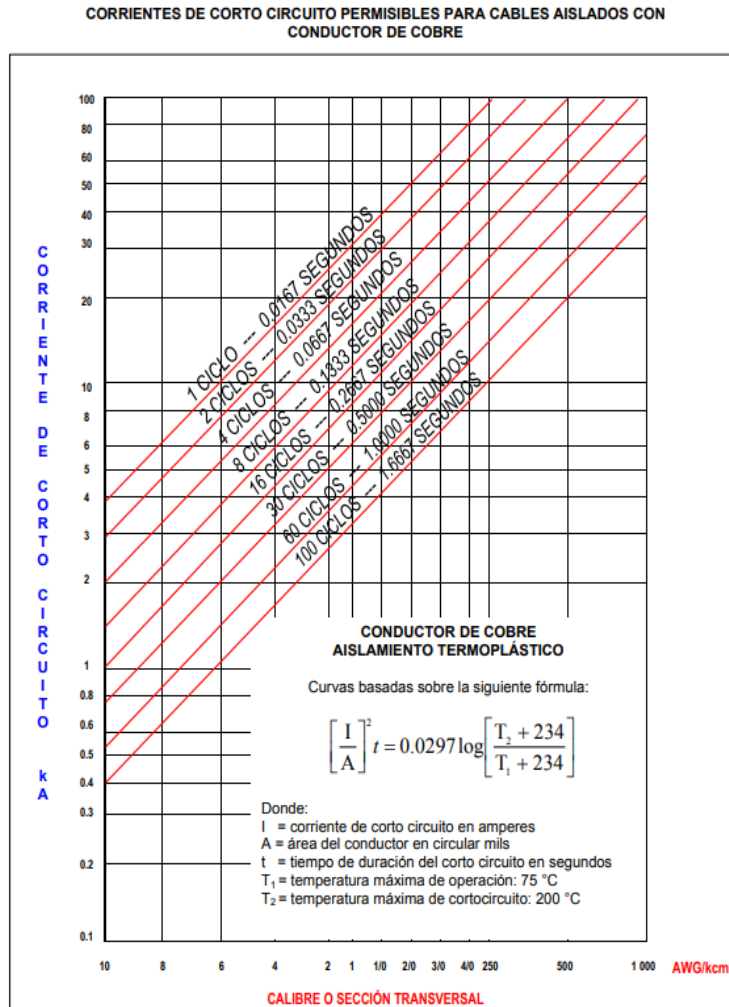 CORRIENTES DE CORTO CIRCUITO PERMISIBLES PARA CABLES AISLADOS CON
CONDUCTOR DE COBRE
100
80
60
50
40
30
20
10
8
6
5
4
3
2
1
0.8
0.6
0.5
0.4
0.3
0.2
0.1
CORRIENTE DE CORTO CIRCUITO kA
1 CICLO --- 0.0167 SEGUNDOS
2 CICLOS --- 0.0333 SEGUNDOS
4 CICLOS --- 0.0667 SEGUNDOS
8 CICLOS --- 0.1333 SEGUNDOS
16 CICLOS --- 0.2667 SEGUNDOS
30 CICLOS --- 0.5000 SEGUNDOS
60 CICLOS --- 1.0000 SEGUNDOS
100 CICLOS --- 1.6667 SEGUNDOS
CONDUCTOR DE COBRE
AISLAMIENTO TERMOPLÁSTICO
Curvas basadas sobre la siguiente fórmula:
[I/A]² t = 0.0297 log[(T₂ + 234)/(T₁ + 234)]
Donde:
I = corriente de corto circuito en amperes
A = área del conductor en circular mils
t = tiempo de duración del corto circuito en segundos
T₁ = temperatura máxima de operación: 75 °C
T₂ = temperatura máxima de cortocircuito: 200 °C
10 8 6 4 2 1 1/0 2/0 3/0 4/0 250 500 1 000 AWG/kcm
CALIBRE O SECCIÓN TRANSVERSAL